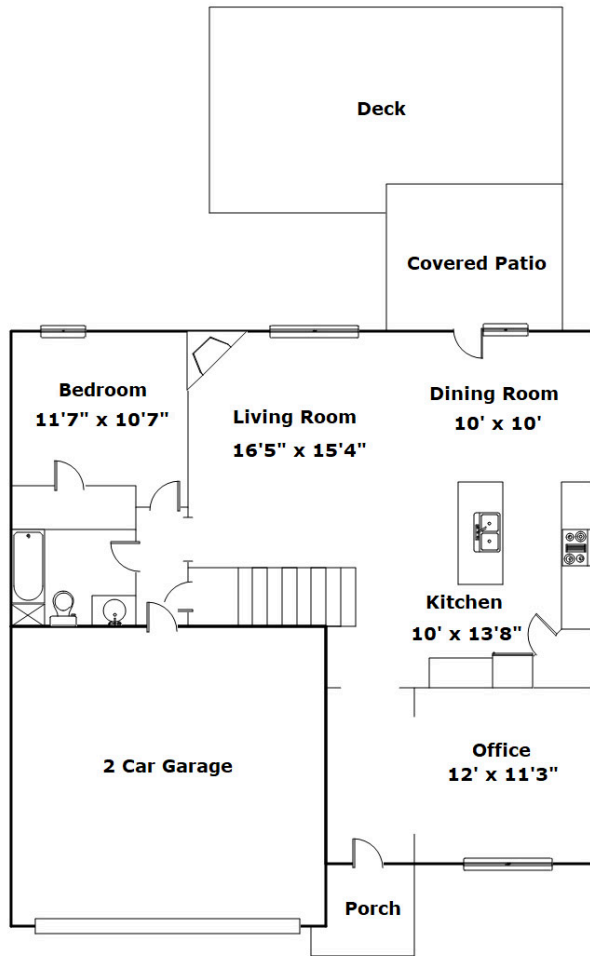 Deck
Covered Patio
Bedroom
11'7" x 10'7"
Living Room
16'5" x 15'4"
Dining Room
10' x 10'
Kitchen
10' x 13'8"
2 Car Garage
Office
12' x 11'3"
Porch